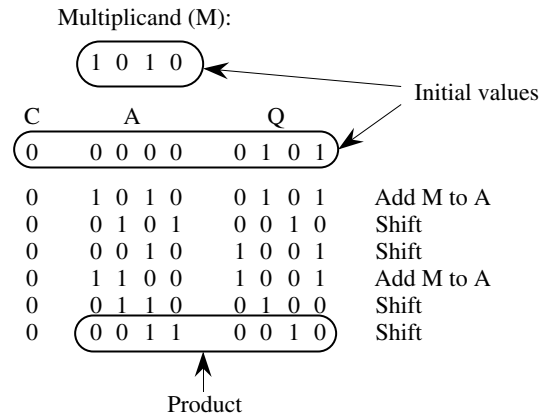 Multiplicand (M):
1 0 1 0
Initial values
C A Q
0 0 0 0 0 0 1 0 1
0 1 0 1 0 0 1 0 1 Add M to A
0 0 1 0 1 0 0 1 0 Shift
0 0 0 1 0 1 0 0 1 Shift
0 1 1 0 0 1 0 0 1 Add M to A
0 0 1 1 0 0 1 0 0 Shift
0 0 0 1 1 0 0 1 0 Shift
Product